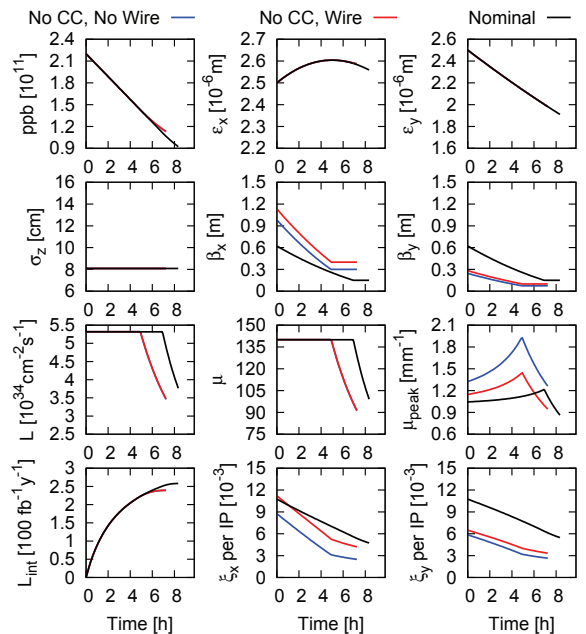 No CC, No Wire No CC, Wire Nominal
ppb [10^11]
2.1
1.8
1.5
1.2
0.9
0 2 4 6 8
ε_x [10^-6 m]
2.7
2.6
2.5
2.4
2.3
2.2
0 2 4 6 8
ε_y [10^-6 m]
2.6
2.4
2.2
2
1.8
1.6
0 2 4 6 8
σ_z [cm]
16
14
12
10
8
6
0 2 4 6 8
β_x [m]
1.5
1.2
0.9
0.6
0.3
0
0 2 4 6 8
β_y [m]
1.5
1.2
0.9
0.6
0.3
0
0 2 4 6 8
L [10^34 cm^-2 s^-1]
5.5
5
4.5
4
3.5
3
2.5
0 2 4 6 8
μ
150
135
120
105
90
75
0 2 4 6 8
μ_peak [mm^-1]
2.1
1.8
1.5
1.2
0.9
0.6
0 2 4 6 8
L_int [100 fb^-1 y^-1]
3
2.5
2
1.5
1
0.5
0
0 2 4 6 8
Time [h]
ξ_x per IP [10^-3]
15
12
9
6
3
0
0 2 4 6 8
Time [h]
ξ_y per IP [10^-3]
15
12
9
6
3
0
0 2 4 6 8
Time [h]